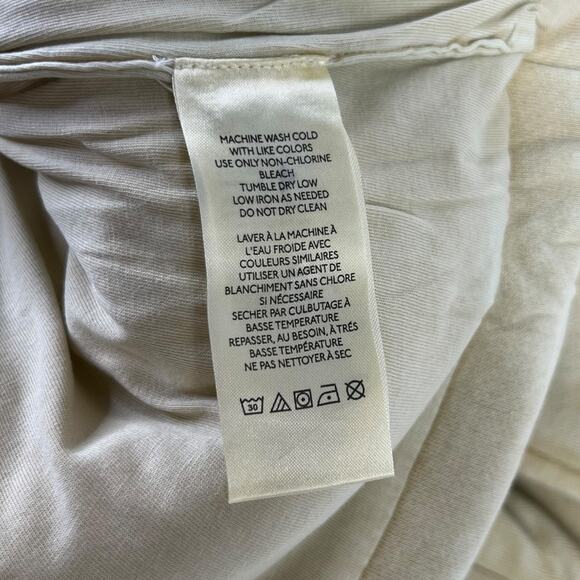 MACHINE WASH COLD
WITH LIKE COLORS
USE ONLY NON-CHLORINE
BLEACH
TUMBLE DRY LOW
LOW IRON AS NEEDED
DO NOT DRY CLEAN
LAVER À LA MACHINE À
L'EAU FROIDE AVEC
COULEURS SIMILAIRES
UTILISER UN AGENT DE
BLANCHIMENT SANS CHLORE
SI NÉCESSAIRE
SECHER PAR CULBUTAGE À
BASSE TEMPERATURE
REPASSER, AU BESOIN, À TRÉS
BASSE TEMPÉRATURE
NE PAS NETTOYER À SEC
30